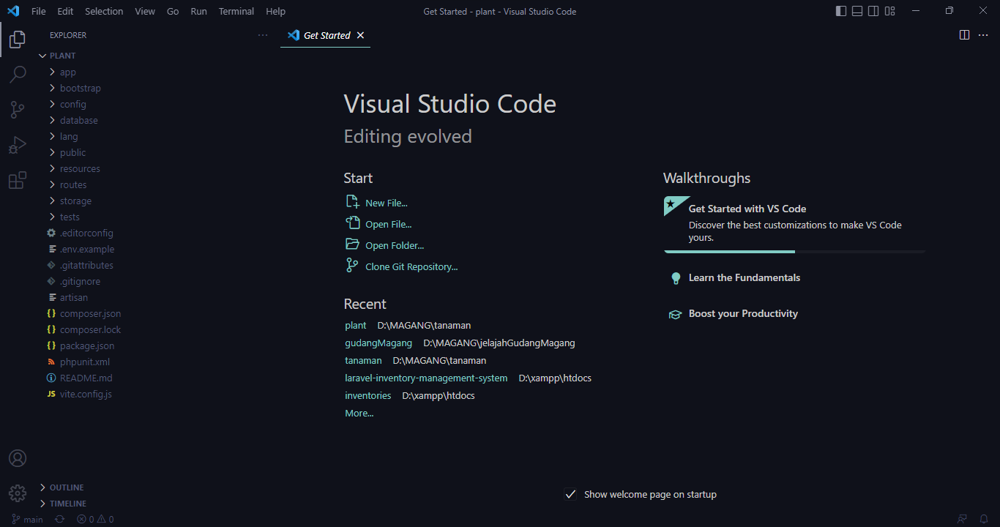 File Edit Selection View Go Run Terminal Help
Get Started - plant - Visual Studio Code
EXPLORER
PLANT
app
bootstrap
config
database
lang
public
resources
routes
storage
tests
.editorconfig
.env.example
.gitattributes
.gitignore
artisan
composer.json
composer.lock
package.json
phpunit.xml
README.md
JS vite.config.js
OUTLINE
TIMELINE
Get Started
Visual Studio Code
Editing evolved
Start
New File...
Open File...
Open Folder...
Clone Git Repository...
Recent
plant D:\MAGANG\tanaman
gudangMagang D:\MAGANG\jelajahGudangMagang
tanaman D:\MAGANG\tanaman
laravel-inventory-management-system D:\xampp\htdocs
inventories D:\xampp\htdocs
More...
Walkthroughs
Get Started with VS Code
Discover the best customizations to make VS Code
yours.
Learn the Fundamentals
Boost your Productivity
Show welcome page on startup
main 0 0